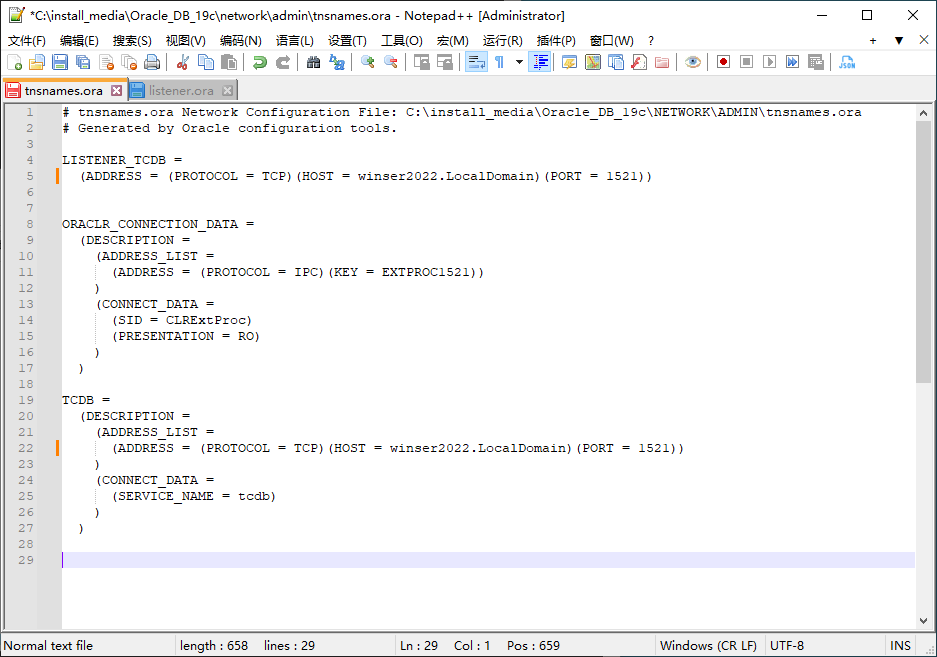 *C:\install_media\Oracle_DB_19c\network\admin\tnsnames.ora - Notepad++ [Administrator]
文件(F) 编辑(E) 搜索(S) 视图(V) 编码(N) 语言(L) 设置(T) 工具(O) 宏(M) 运行(R) 插件(P) 窗口(W) ? + ▼ X
tnsnames.ora listener.ora
1 # tnsnames.ora Network Configuration File: C:\install_media\Oracle_DB_19c\NETWORK\ADMIN\tnsnames.ora
2 # Generated by Oracle configuration tools.
3
4 LISTENER_TCDB =
5 (ADDRESS = (PROTOCOL = TCP)(HOST = winser2022.LocalDomain)(PORT = 1521))
6
7
8 ORACLR_CONNECTION_DATA =
9 (DESCRIPTION =
10 (ADDRESS_LIST =
11 (ADDRESS = (PROTOCOL = IPC)(KEY = EXTPROC1521))
12 )
13 (CONNECT_DATA =
14 (SID = CLRExtProc)
15 (PRESENTATION = RO)
16 )
17 )
18
19 TCDB =
20 (DESCRIPTION =
21 (ADDRESS_LIST =
22 (ADDRESS = (PROTOCOL = TCP)(HOST = winser2022.LocalDomain)(PORT = 1521))
23 )
24 (CONNECT_DATA =
25 (SERVICE_NAME = tcdb)
26 )
27 )
28
29
Normal text file length : 658 lines : 29 Ln : 29 Col : 1 Pos : 659 Windows (CR LF) UTF-8 INS